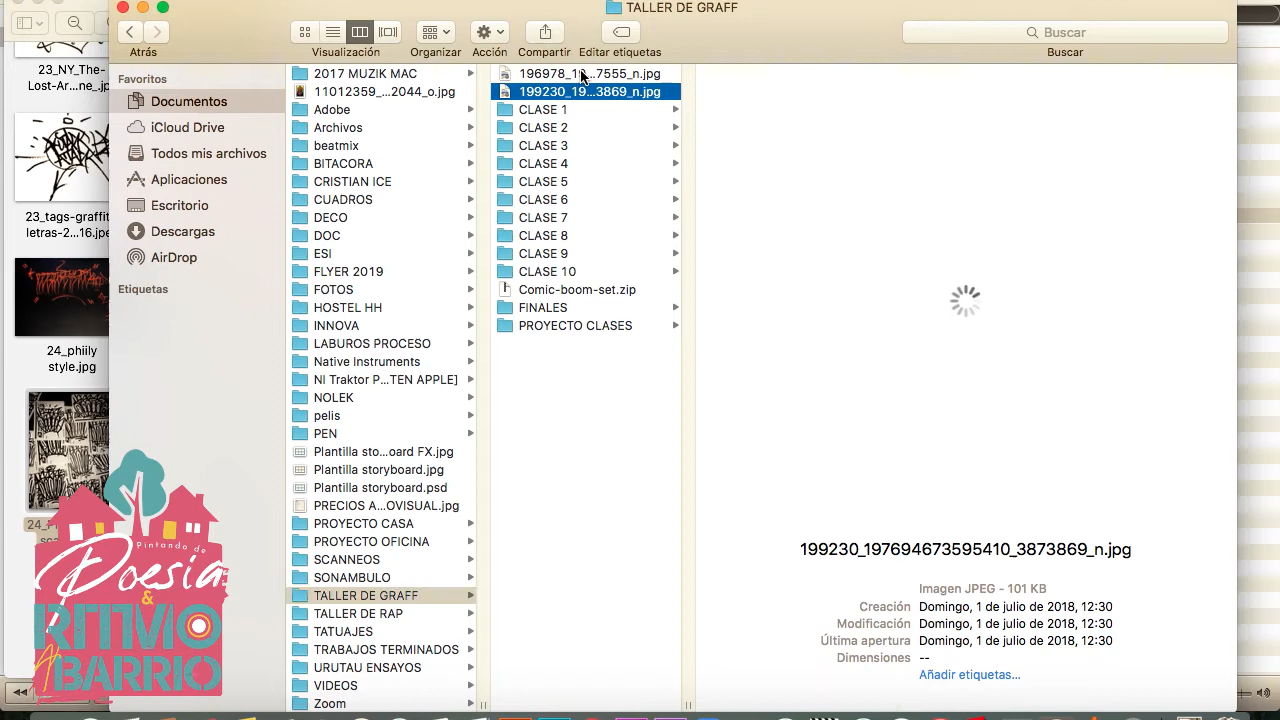 TALLER DE GRAFF
Atrás
Visualización
Organizar
Acción
Compartir
Editar etiquetas
Buscar
Buscar
23_NY_The-
Lost-Ar...ne_.jpg
23_tags-graffit
letras-2...16.jpe
24_phiily
style.jpg
Favoritos
Documentos
iCloud Drive
Todos mis archivos
Aplicaciones
Escritorio
Descargas
AirDrop
Etiquetas
2017 MUZIK MAC
11012359_...2044_o.jpg
Adobe
Archivos
beatmix
BITACORA
CRISTIAN ICE
CUADROS
DECO
DOC
ESI
FLYER 2019
FOTOS
HOSTEL HH
INNOVA
LABUROS PROCESO
Native Instruments
NI Traktor P...TEN APPLE]
NOLEK
pelis
PEN
Plantilla sto...oard FX.jpg
Plantilla storyboard.jpg
Plantilla storyboard.psd
PRECIOS A...OVISUAL.jpg
PROYECTO CASA
PROYECTO OFICINA
SCANNEOS
SONAMBULO
TALLER DE GRAFF
TALLER DE RAP
TATUAJES
TRABAJOS TERMINADOS
URUTAU ENSAYOS
VIDEOS
Zoom
196978_19...7555_n.jpg
199230_19...3869_n.jpg
CLASE 1
CLASE 2
CLASE 3
CLASE 4
CLASE 5
CLASE 6
CLASE 7
CLASE 8
CLASE 9
CLASE 10
Comic-boom-set.zip
FINALES
PROYECTO CLASES
199230_197694673595410_3873869_n.jpg
Imagen JPEG - 101 KB
Creación Domingo, 1 de julio de 2018, 12:30
Modificación Domingo, 1 de julio de 2018, 12:30
Última apertura Domingo, 1 de julio de 2018, 12:30
Dimensiones --
Añadir etiquetas...
Pintando de
Poesia
&
RITMO
A
BARRIO